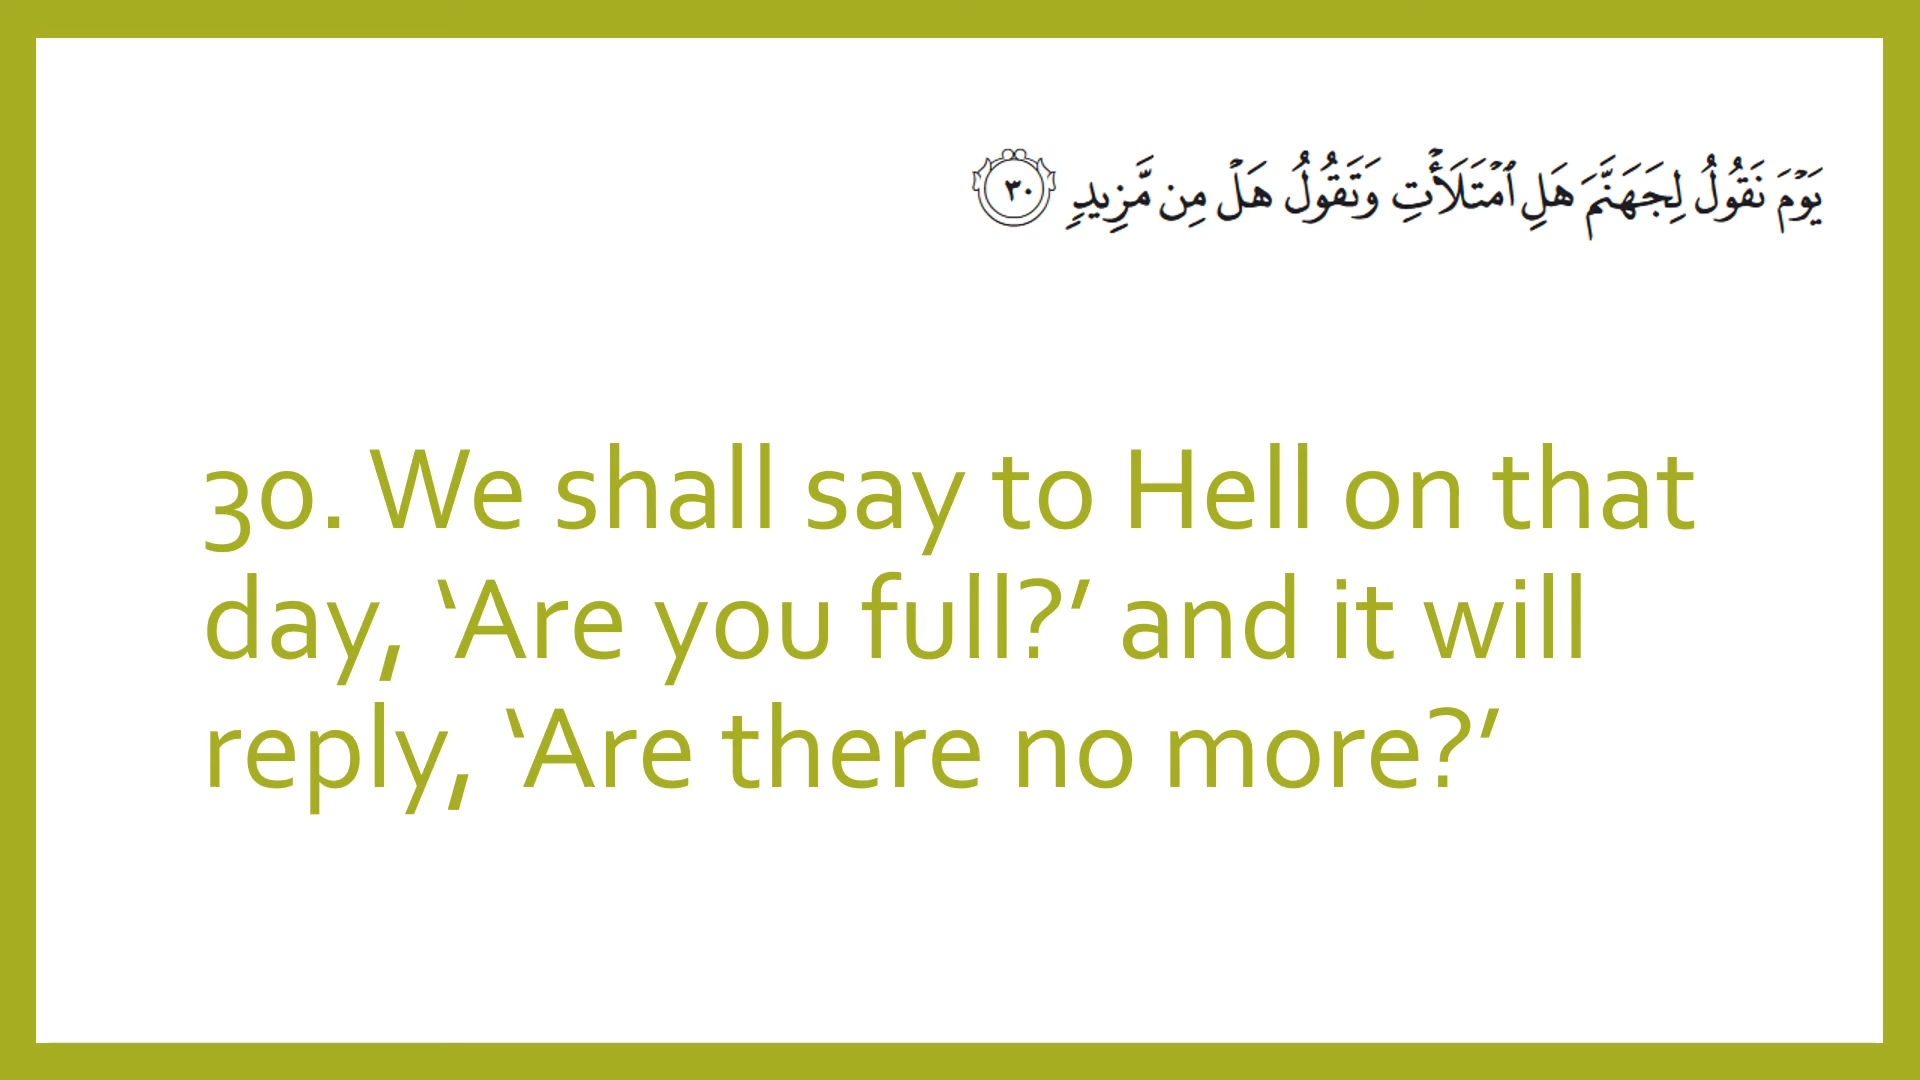 يَوْمَ نَقُولُ لِجَهَنَّمَ هَلِ ٱمْتَلَأْتِ وَتَقُولُ هَلْ مِن مَّزِيدٍ ٣٠
30. We shall say to Hell on that
day, ‘Are you full?’ and it will
reply, ‘Are there no more?’